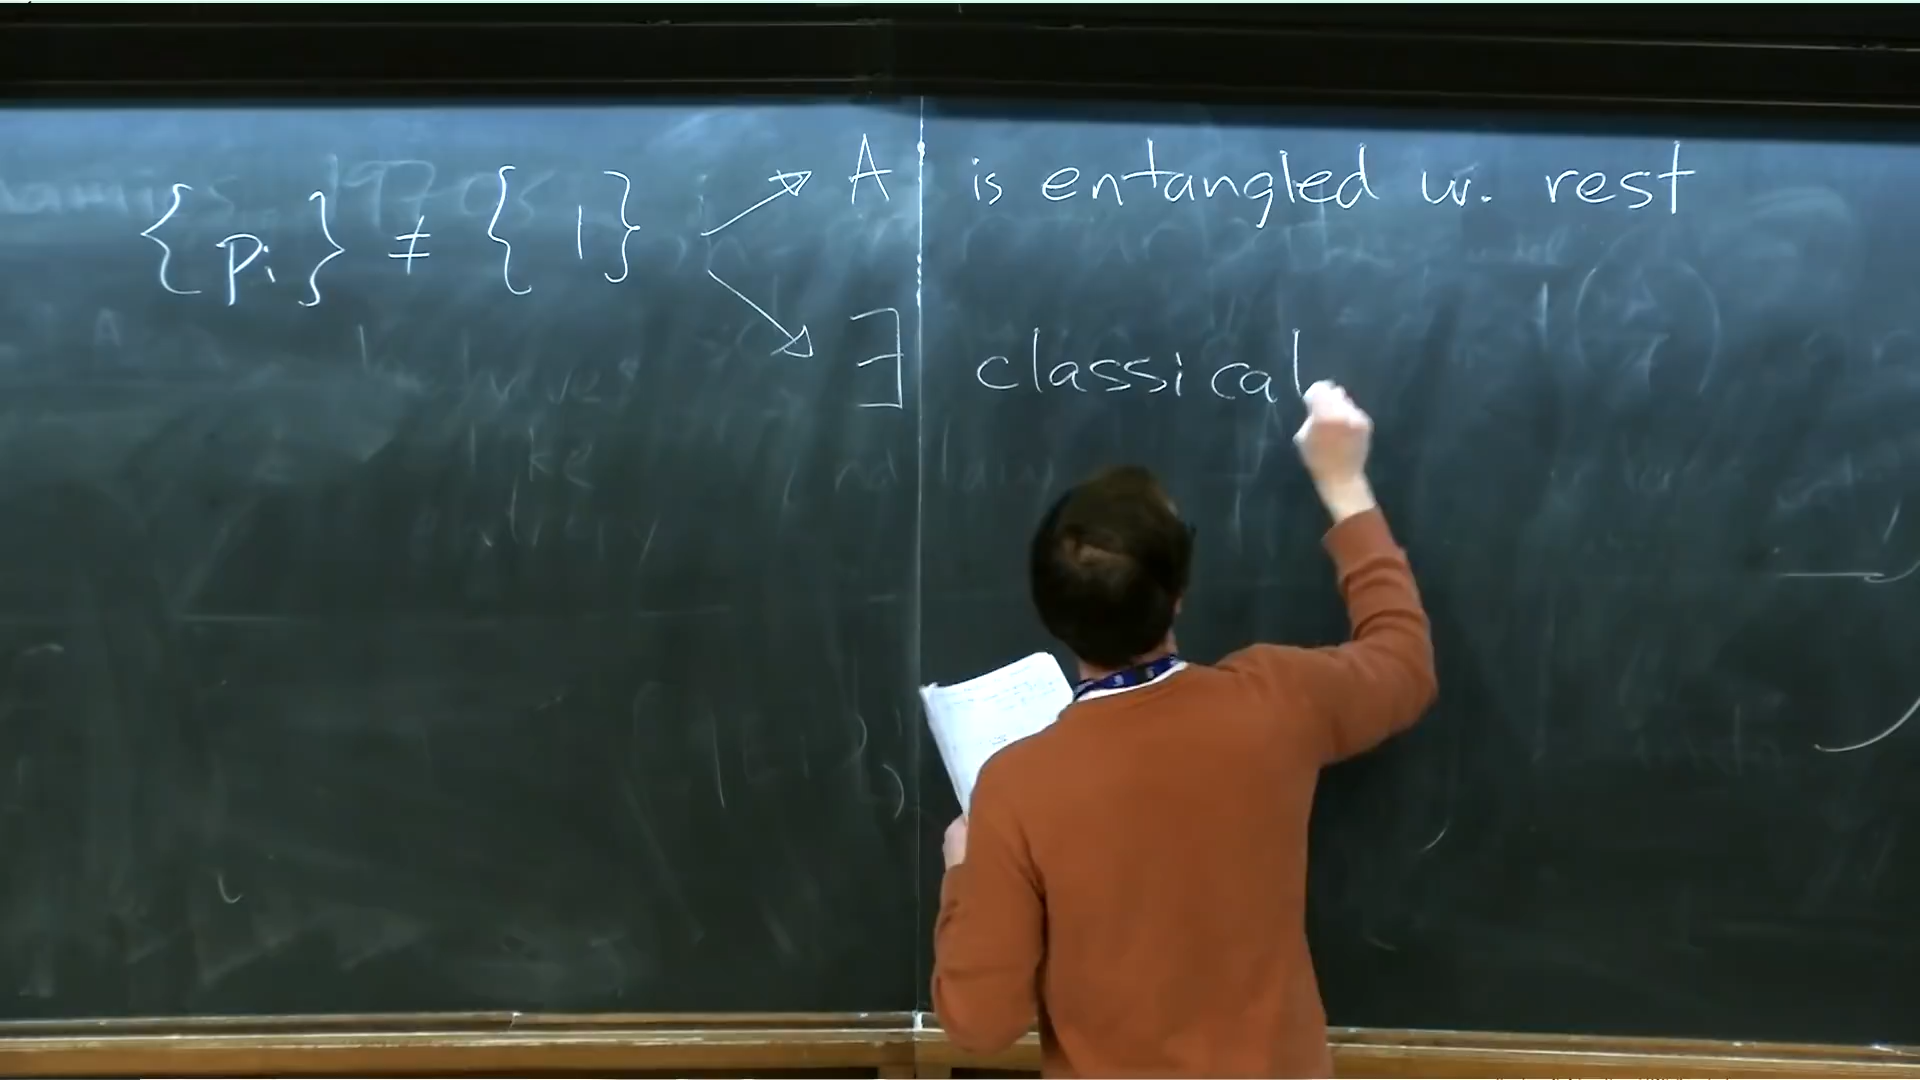 {pi} ≠ {1} → A is entangled w. rest
→ ∃ classical